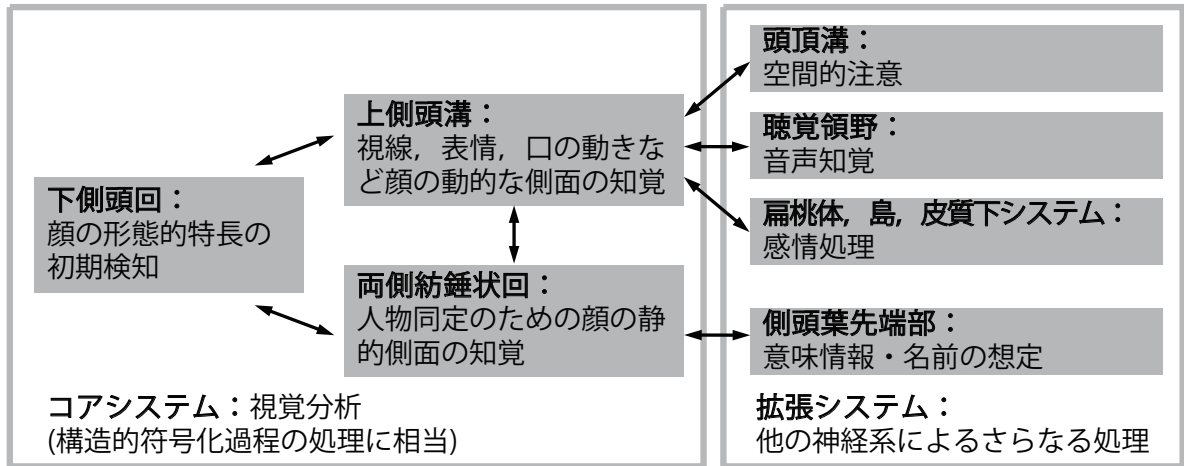 下側頭回：
顔の形態的特長の
初期検知
上側頭溝：
視線，表情，口の動きな
ど顔の動的な側面の知覚
両側紡錘状回：
人物同定のための顔の静
的側面の知覚
コアシステム：視覚分析
(構造的符号化過程の処理に相当)
頭頂溝：
空間的注意
聴覚領野：
音声知覚
扁桃体，島，皮質下システム：
感情処理
側頭葉先端部：
意味情報・名前の想定
拡張システム：
他の神経系によるさらなる処理